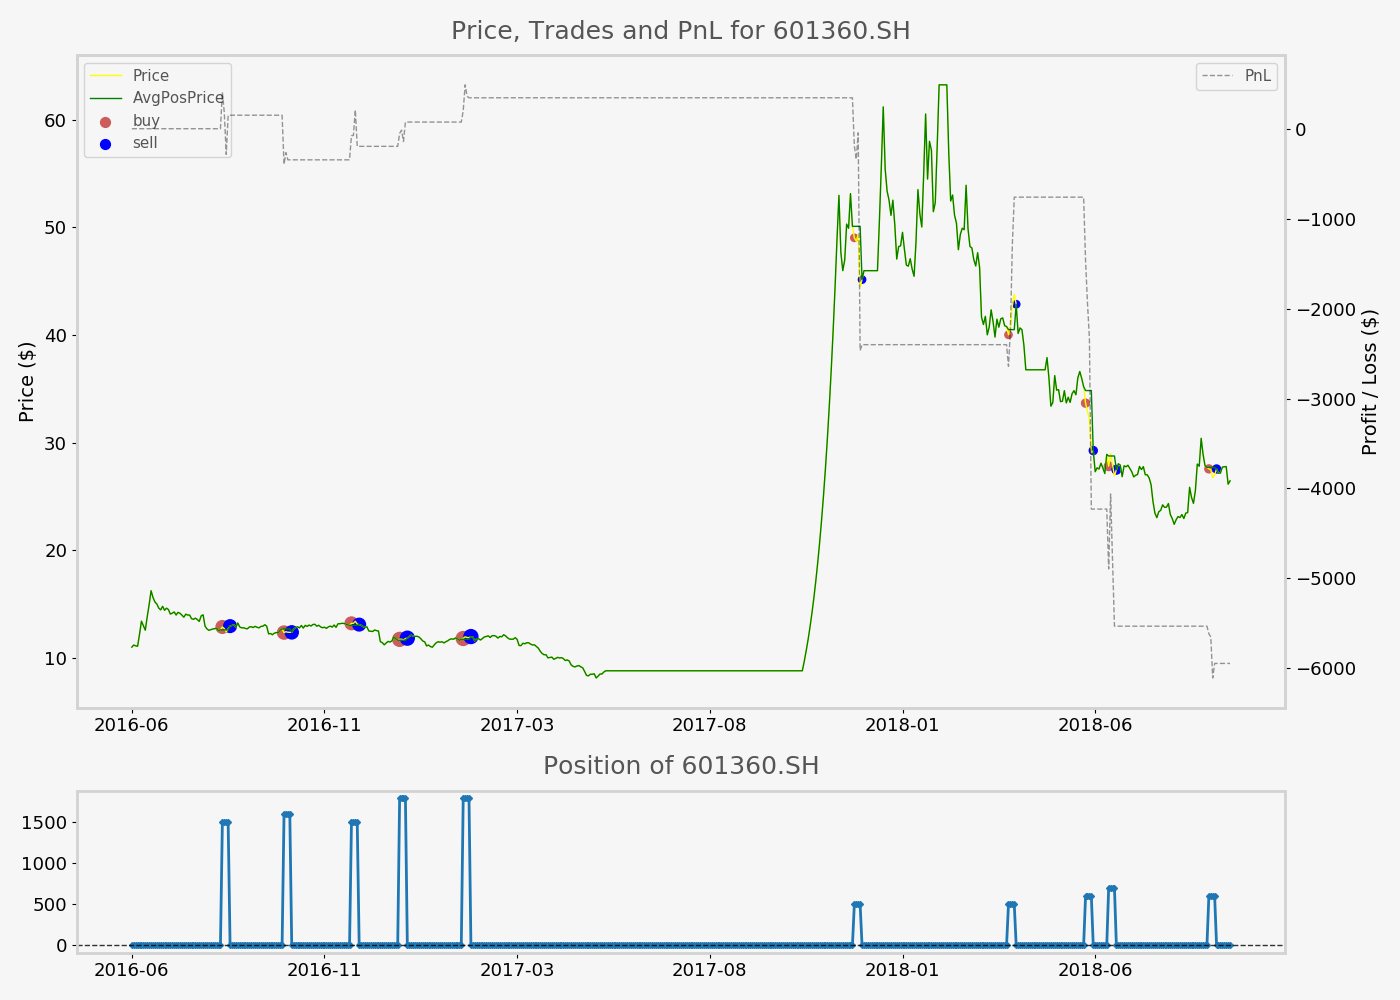 Price, Trades and PnL for 601360.SH
Price
AvgPosPrice
buy
sell
PnL
60
50
40
30
20
10
Price ($)
0
−1000
−2000
−3000
−4000
−5000
−6000
Profit / Loss ($)
2016-06 2016-11 2017-03 2017-08 2018-01 2018-06
Position of 601360.SH
1500
1000
500
0
2016-06 2016-11 2017-03 2017-08 2018-01 2018-06